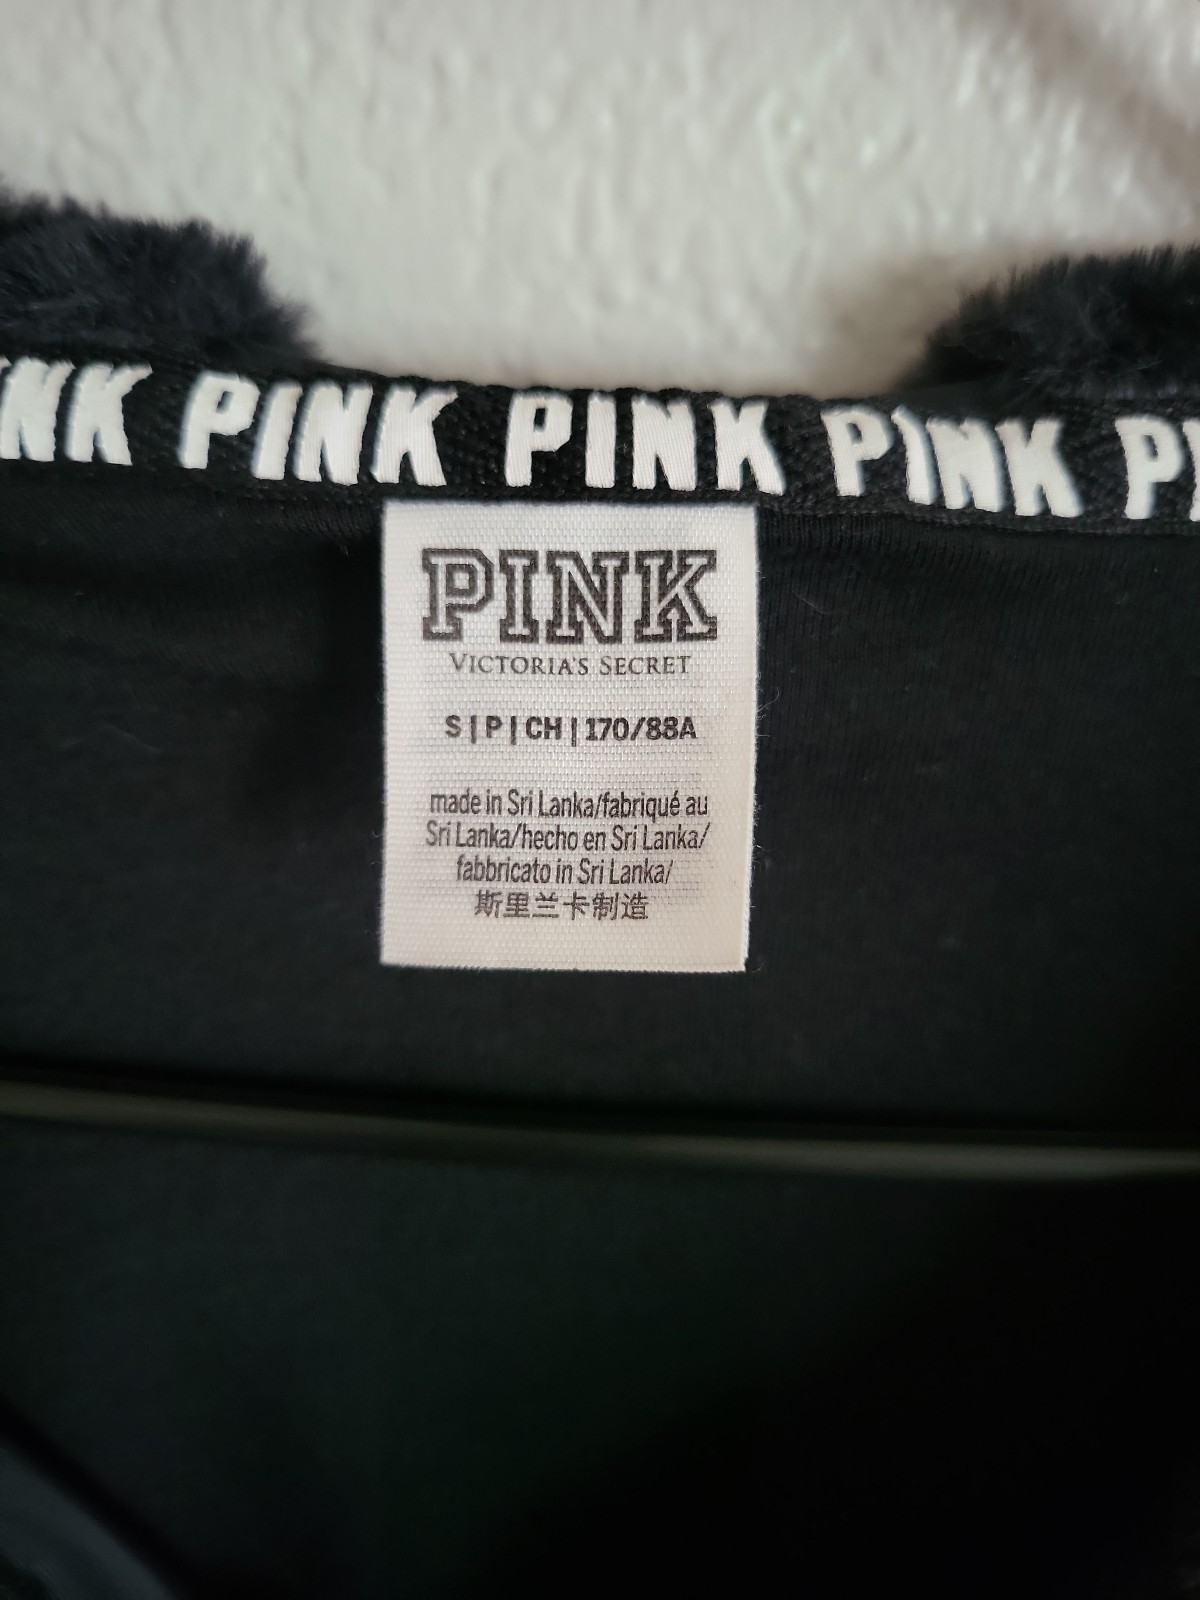 PINK PINK PINK PINK
PINK
VICTORIA'S SECRET
S | P | CH | 170/88A
made in Sri Lanka/fabriqué au
Sri Lanka/hecho en Sri Lanka/
fabbricato in Sri Lanka/
斯里兰卡制造